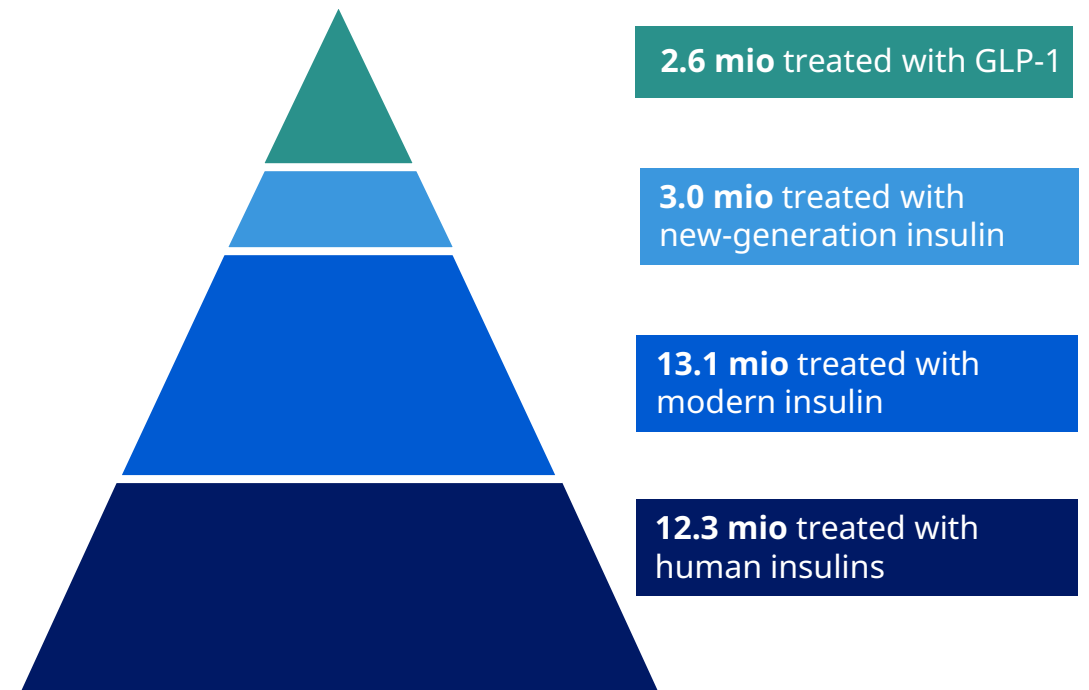 2.6 mio treated with GLP-1
3.0 mio treated with
new-generation insulin
13.1 mio treated with
modern insulin
12.3 mio treated with
human insulins